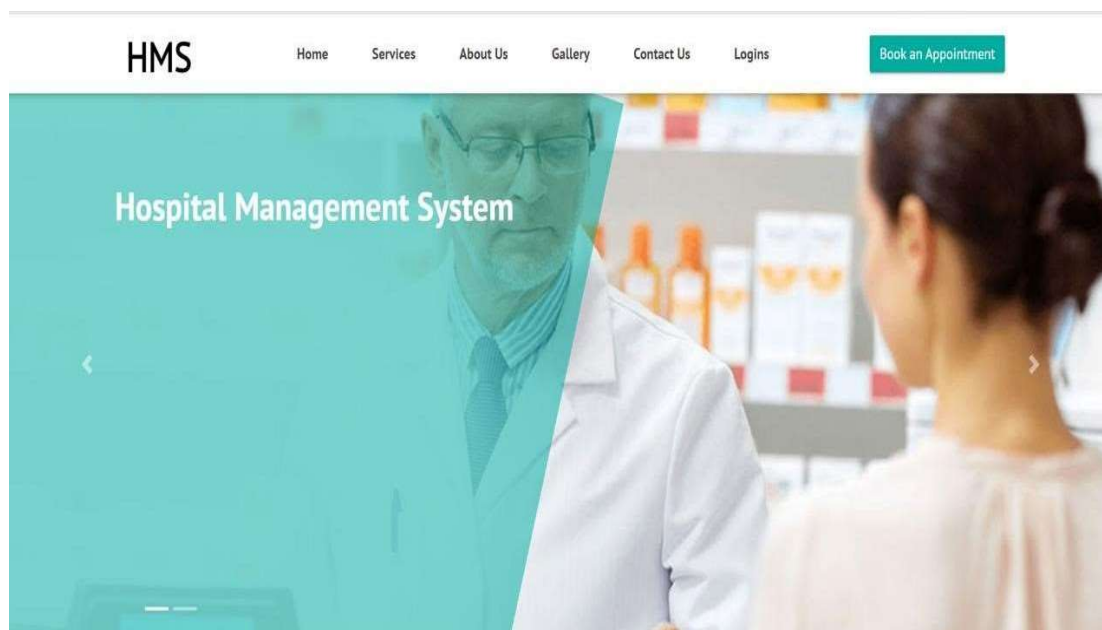 HMS
Home Services About Us Gallery Contact Us Logins
Book an Appointment
Hospital Management System